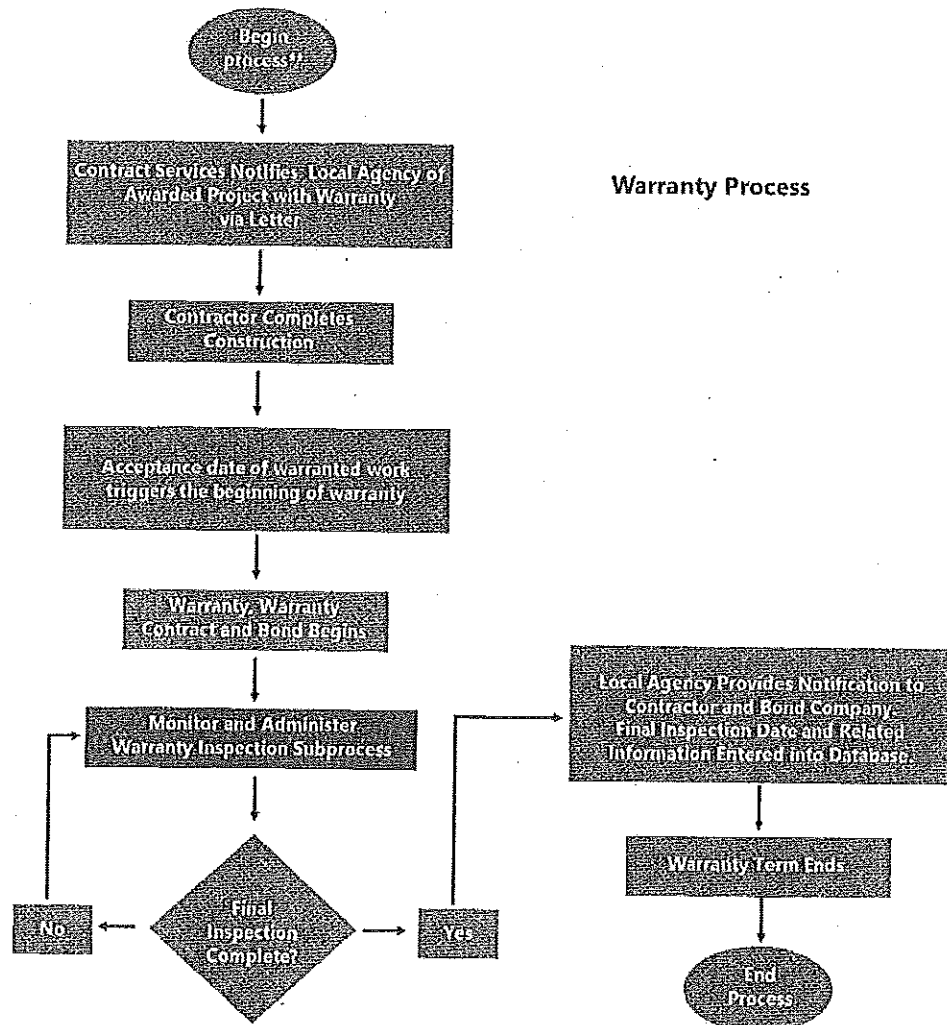 Begin
process
Contract Services Notifies Local Agency of
Awarded Project with Warranty
via Letter
Warranty Process
Contractor Completes
Construction
Acceptance date of warranted work
triggers the beginning of warranty
Warranty, Warranty
Contract and Bond Begins
Monitor and Administer
Warranty Inspection Subprocess
Final
Inspection
Complete?
No
Yes
Local Agency Provides Notification to
Contractor and Bond Company.
Final Inspection Date and Related
Information Entered into Database.
Warranty Term Ends
End
Process